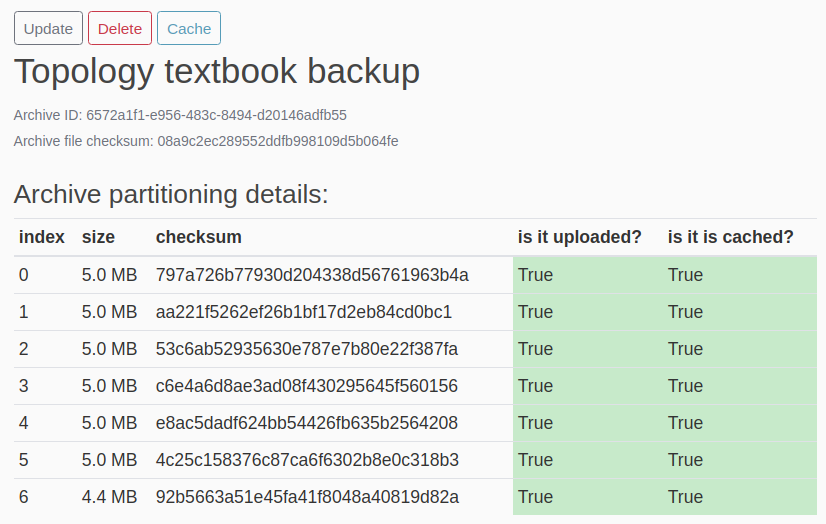 Update Delete Cache
Topology textbook backup
Archive ID: 6572a1f1-e956-483c-8494-d20146adfb55
Archive file checksum: 08a9c2ec289552ddfb998109d5b064fe
Archive partitioning details:
index size checksum is it uploaded? is it is cached?
0 5.0 MB 797a726b77930d204338d56761963b4a True True
1 5.0 MB aa221f5262ef26b1bf17d2eb84cd0bc1 True True
2 5.0 MB 53c6ab52935630e787e7b80e22f387fa True True
3 5.0 MB c6e4a6d8ae3ad08f430295645f560156 True True
4 5.0 MB e8ac5dadf624bb54426fb635b2564208 True True
5 5.0 MB 4c25c158376c87ca6f6302b8e0c318b3 True True
6 4.4 MB 92b5663a51e45fa41f8048a40819d82a True True